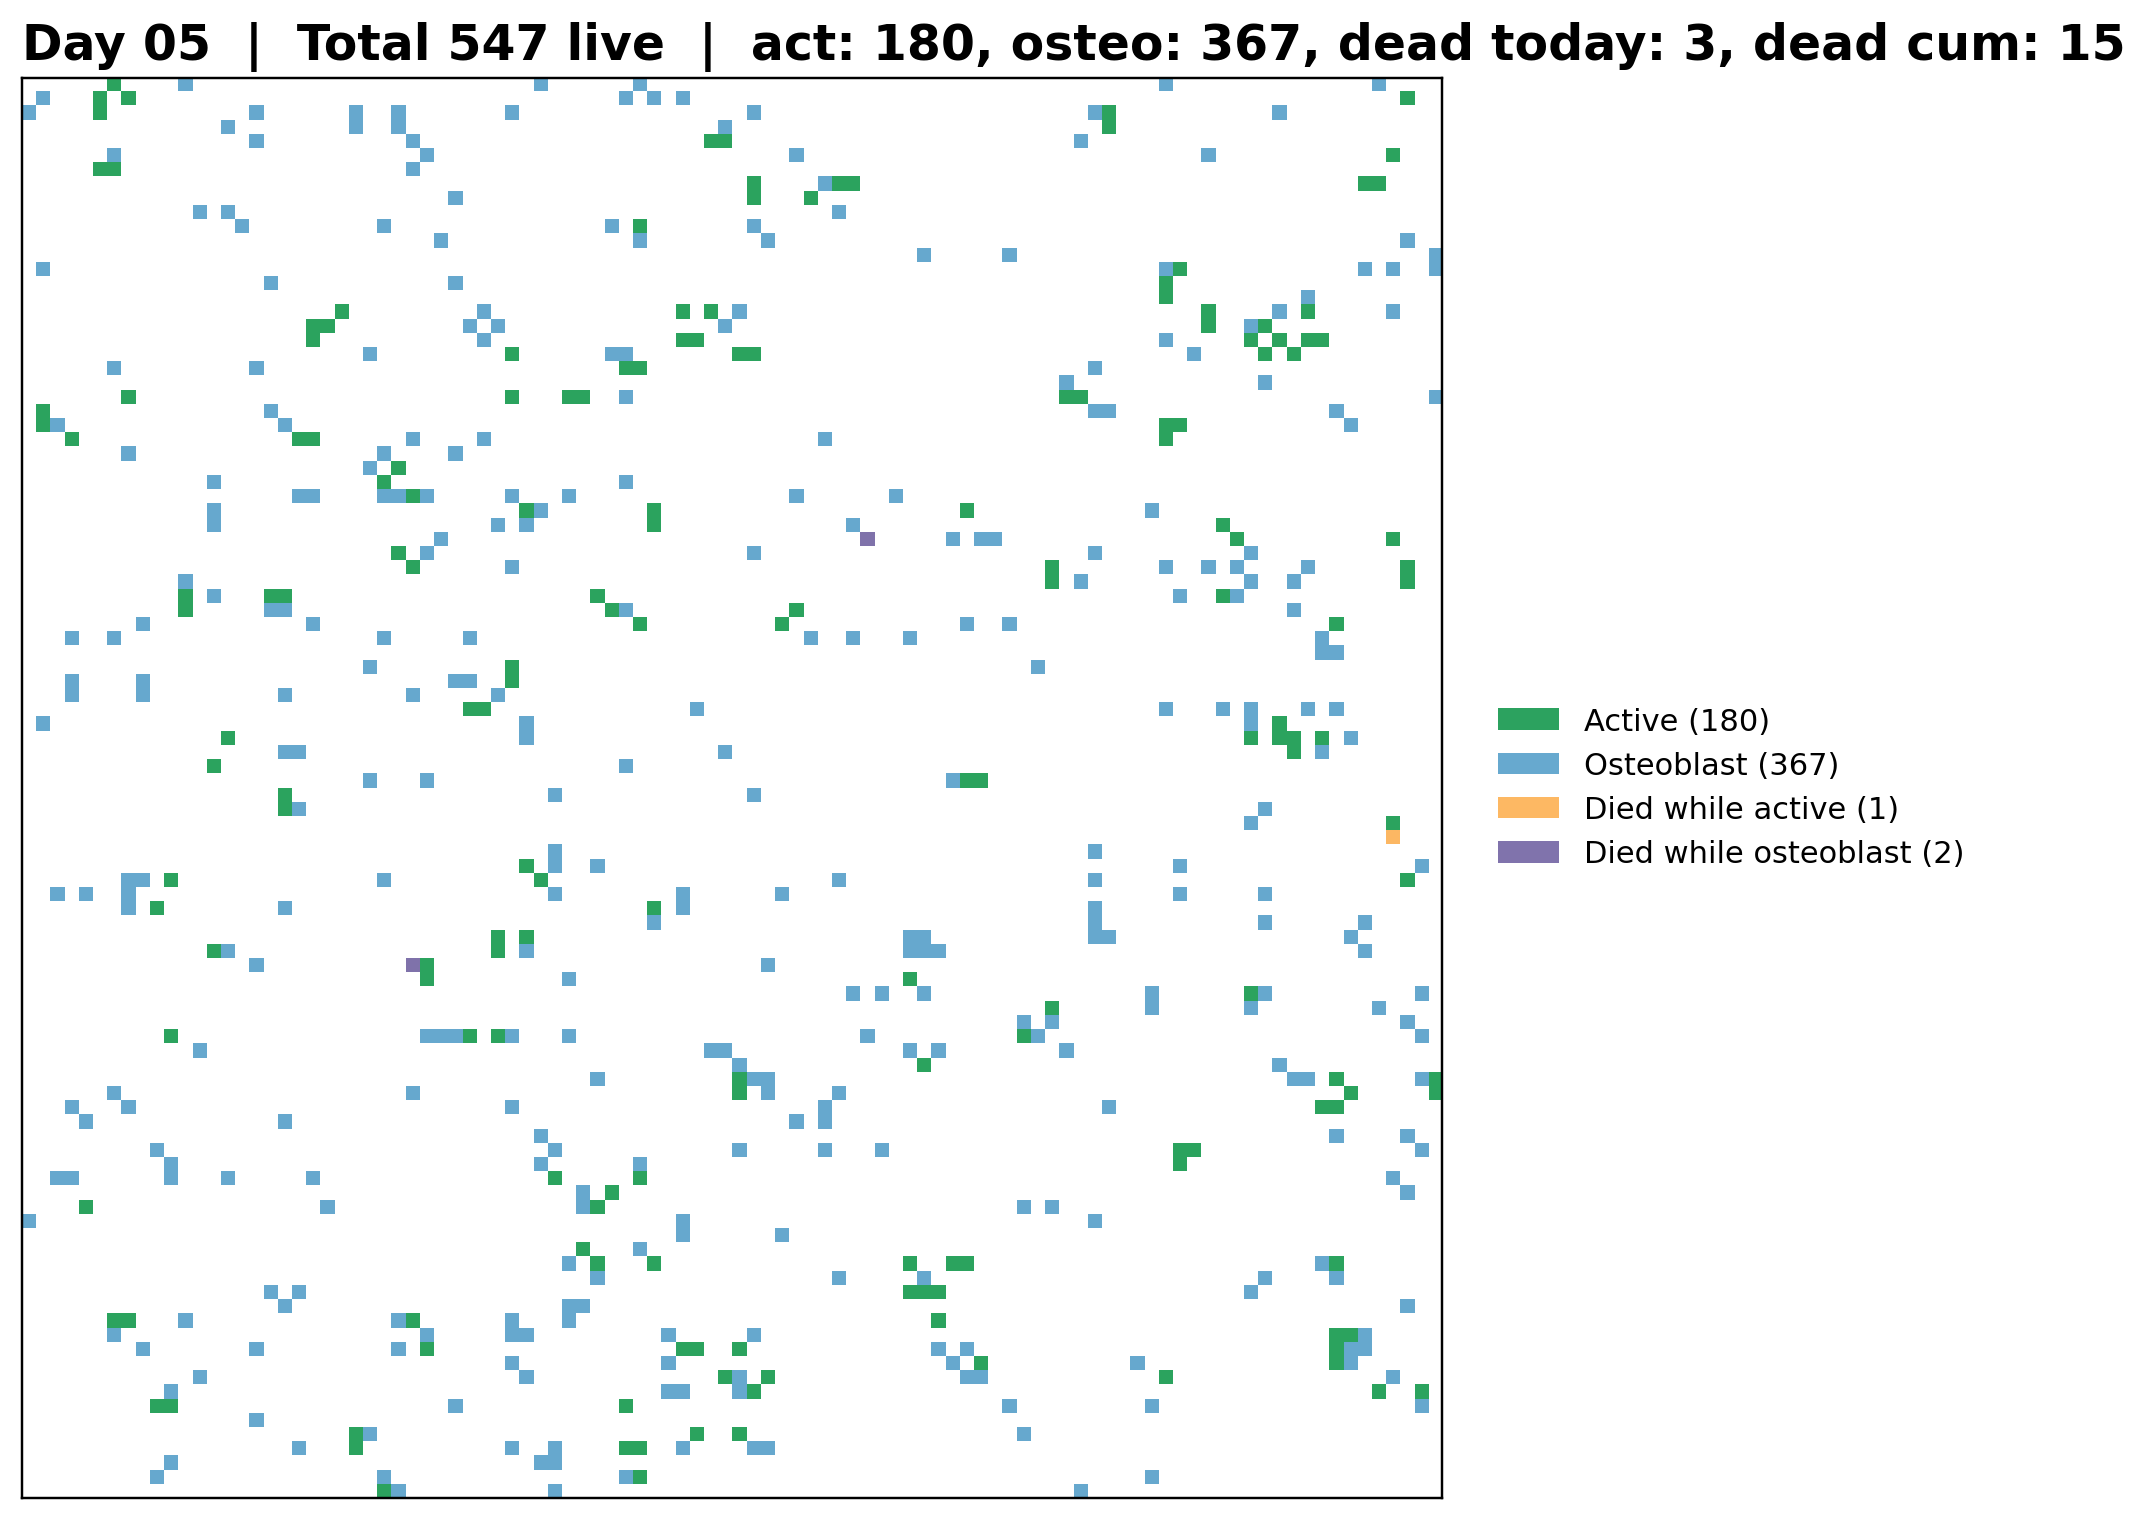 Day 05 | Total 547 live | act: 180, osteo: 367, dead today: 3, dead cum: 15
Active (180)
Osteoblast (367)
Died while active (1)
Died while osteoblast (2)